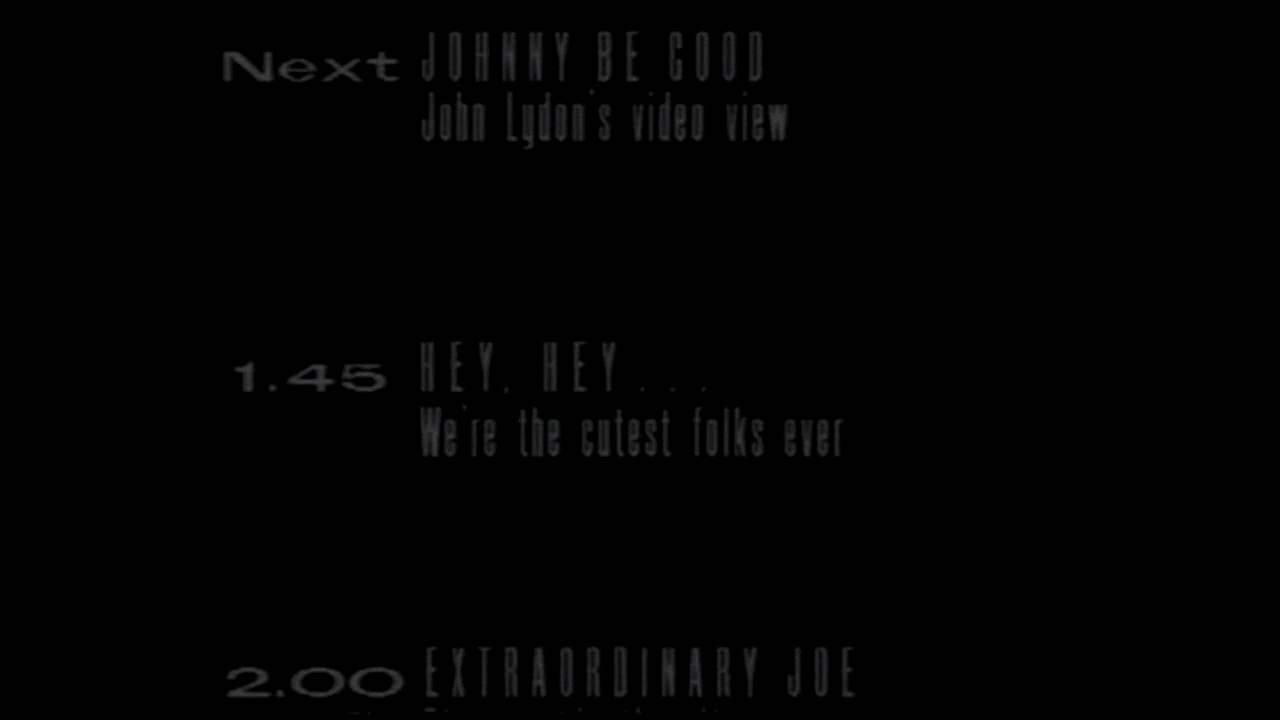 Next JOHNNY BE GOOD
John Lydon's video view
1.45 HEY, HEY...
We're the cutest folks ever
2.00 EXTRAORDINARY JOE